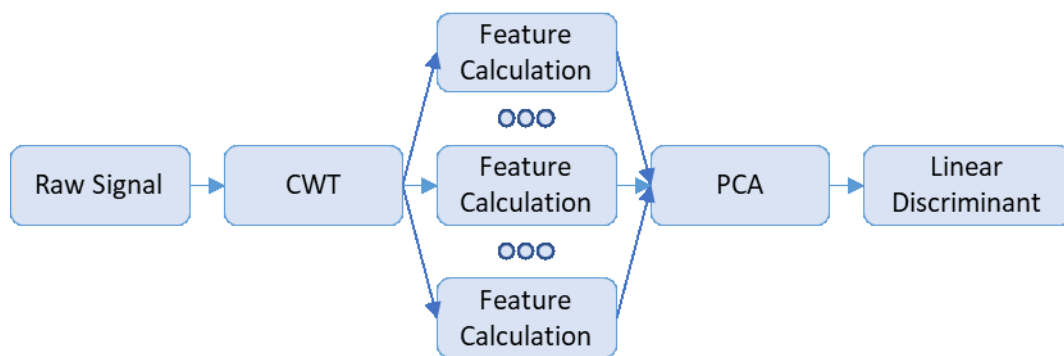 Feature
Calculation
Raw Signal
CWT
Feature
Calculation
PCA
Linear
Discriminant
Feature
Calculation